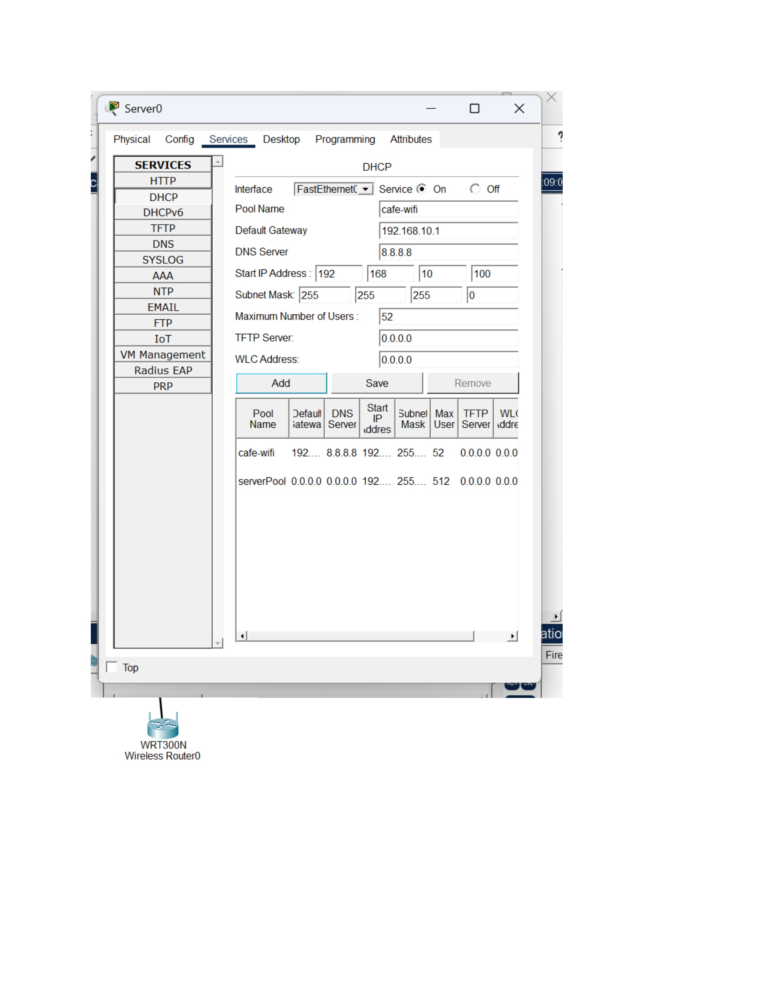 Server0
Physical Config Services Desktop Programming Attributes
SERVICES
HTTP
DHCP
DHCPv6
TFTP
DNS
SYSLOG
AAA
NTP
EMAIL
FTP
IoT
VM Management
Radius EAP
PRP
DHCP
Interface FastEthernet0 Service On Off
Pool Name cafe-wifi
Default Gateway 192.168.10.1
DNS Server 8.8.8.8
Start IP Address : 192 168 10 100
Subnet Mask: 255 255 255 0
Maximum Number of Users : 52
TFTP Server: 0.0.0.0
WLC Address: 0.0.0.0
Add Save Remove
Pool Name Default Gateway DNS Server Start IP Address Subnet Mask Max User TFTP Server WLC Addre
cafe-wifi 192.... 8.8.8.8 192.... 255.... 52 0.0.0.0 0.0.0
serverPool 0.0.0.0 0.0.0.0 192.... 255.... 512 0.0.0.0 0.0.0
Top
?
:09:0
atio
Fire
WRT300N
Wireless Router0